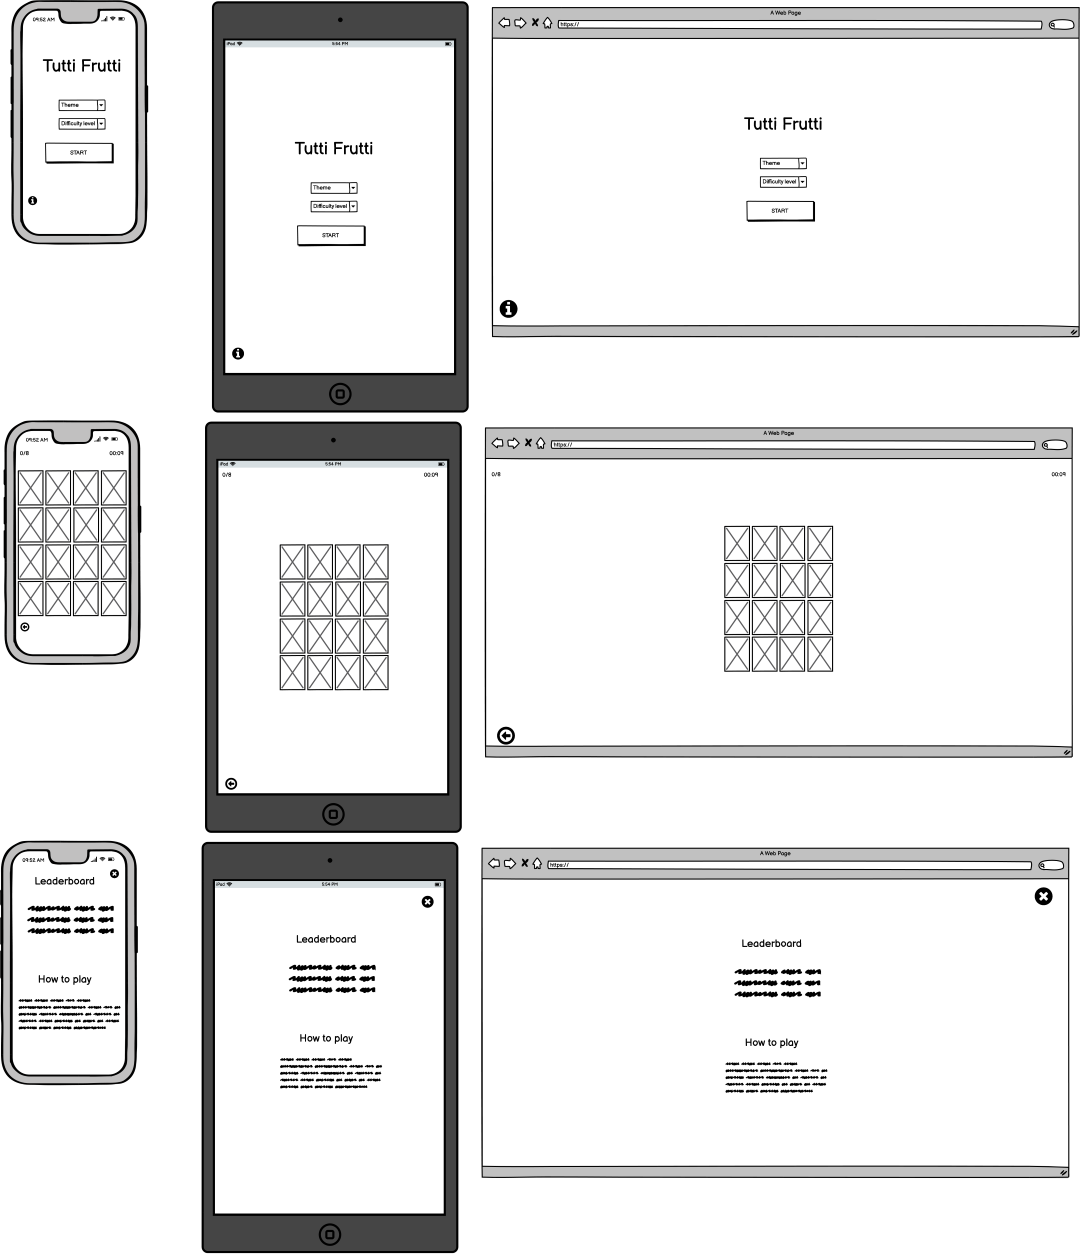 09:52 AM
Tutti Frutti
Theme
Difficulty level
START
iPad
5:54 PM
Tutti Frutti
Theme
Difficulty level
START
A Web Page
https://
Tutti Frutti
Theme
Difficulty level
START
09:52 AM
0/8
00:09
iPad
5:54 PM
0/8
00:09
A Web Page
https://
0/8
00:09
09:52 AM
Leaderboard
How to play
iPad
5:54 PM
Leaderboard
How to play
A Web Page
https://
Leaderboard
How to play